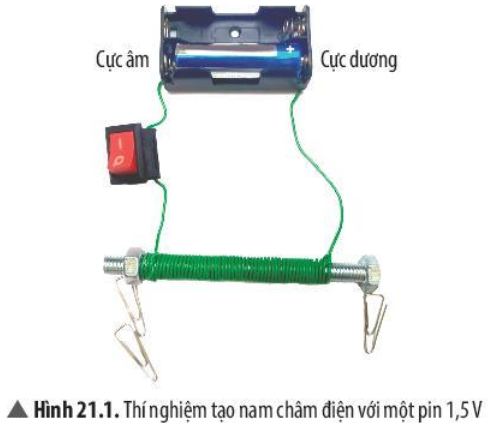 Cực âm
+
Cực dương
▲ Hình 21.1. Thí nghiệm tạo nam châm điện với một pin 1,5 V